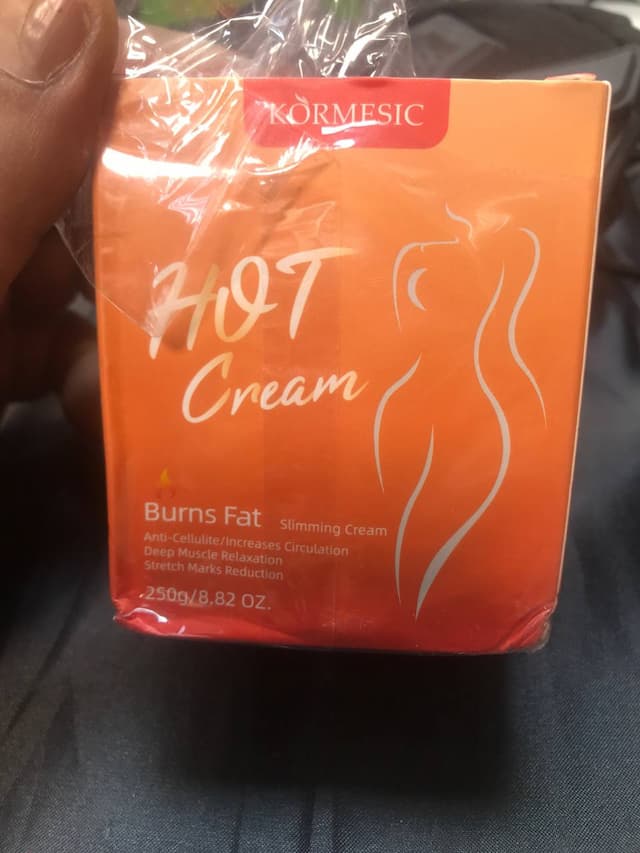 KORMESIC
HOT
Cream
Burns Fat Slimming Cream
Anti-Cellulite/Increases Circulation
Deep Muscle Relaxation
Stretch Marks Reduction
250g/8.82 OZ.